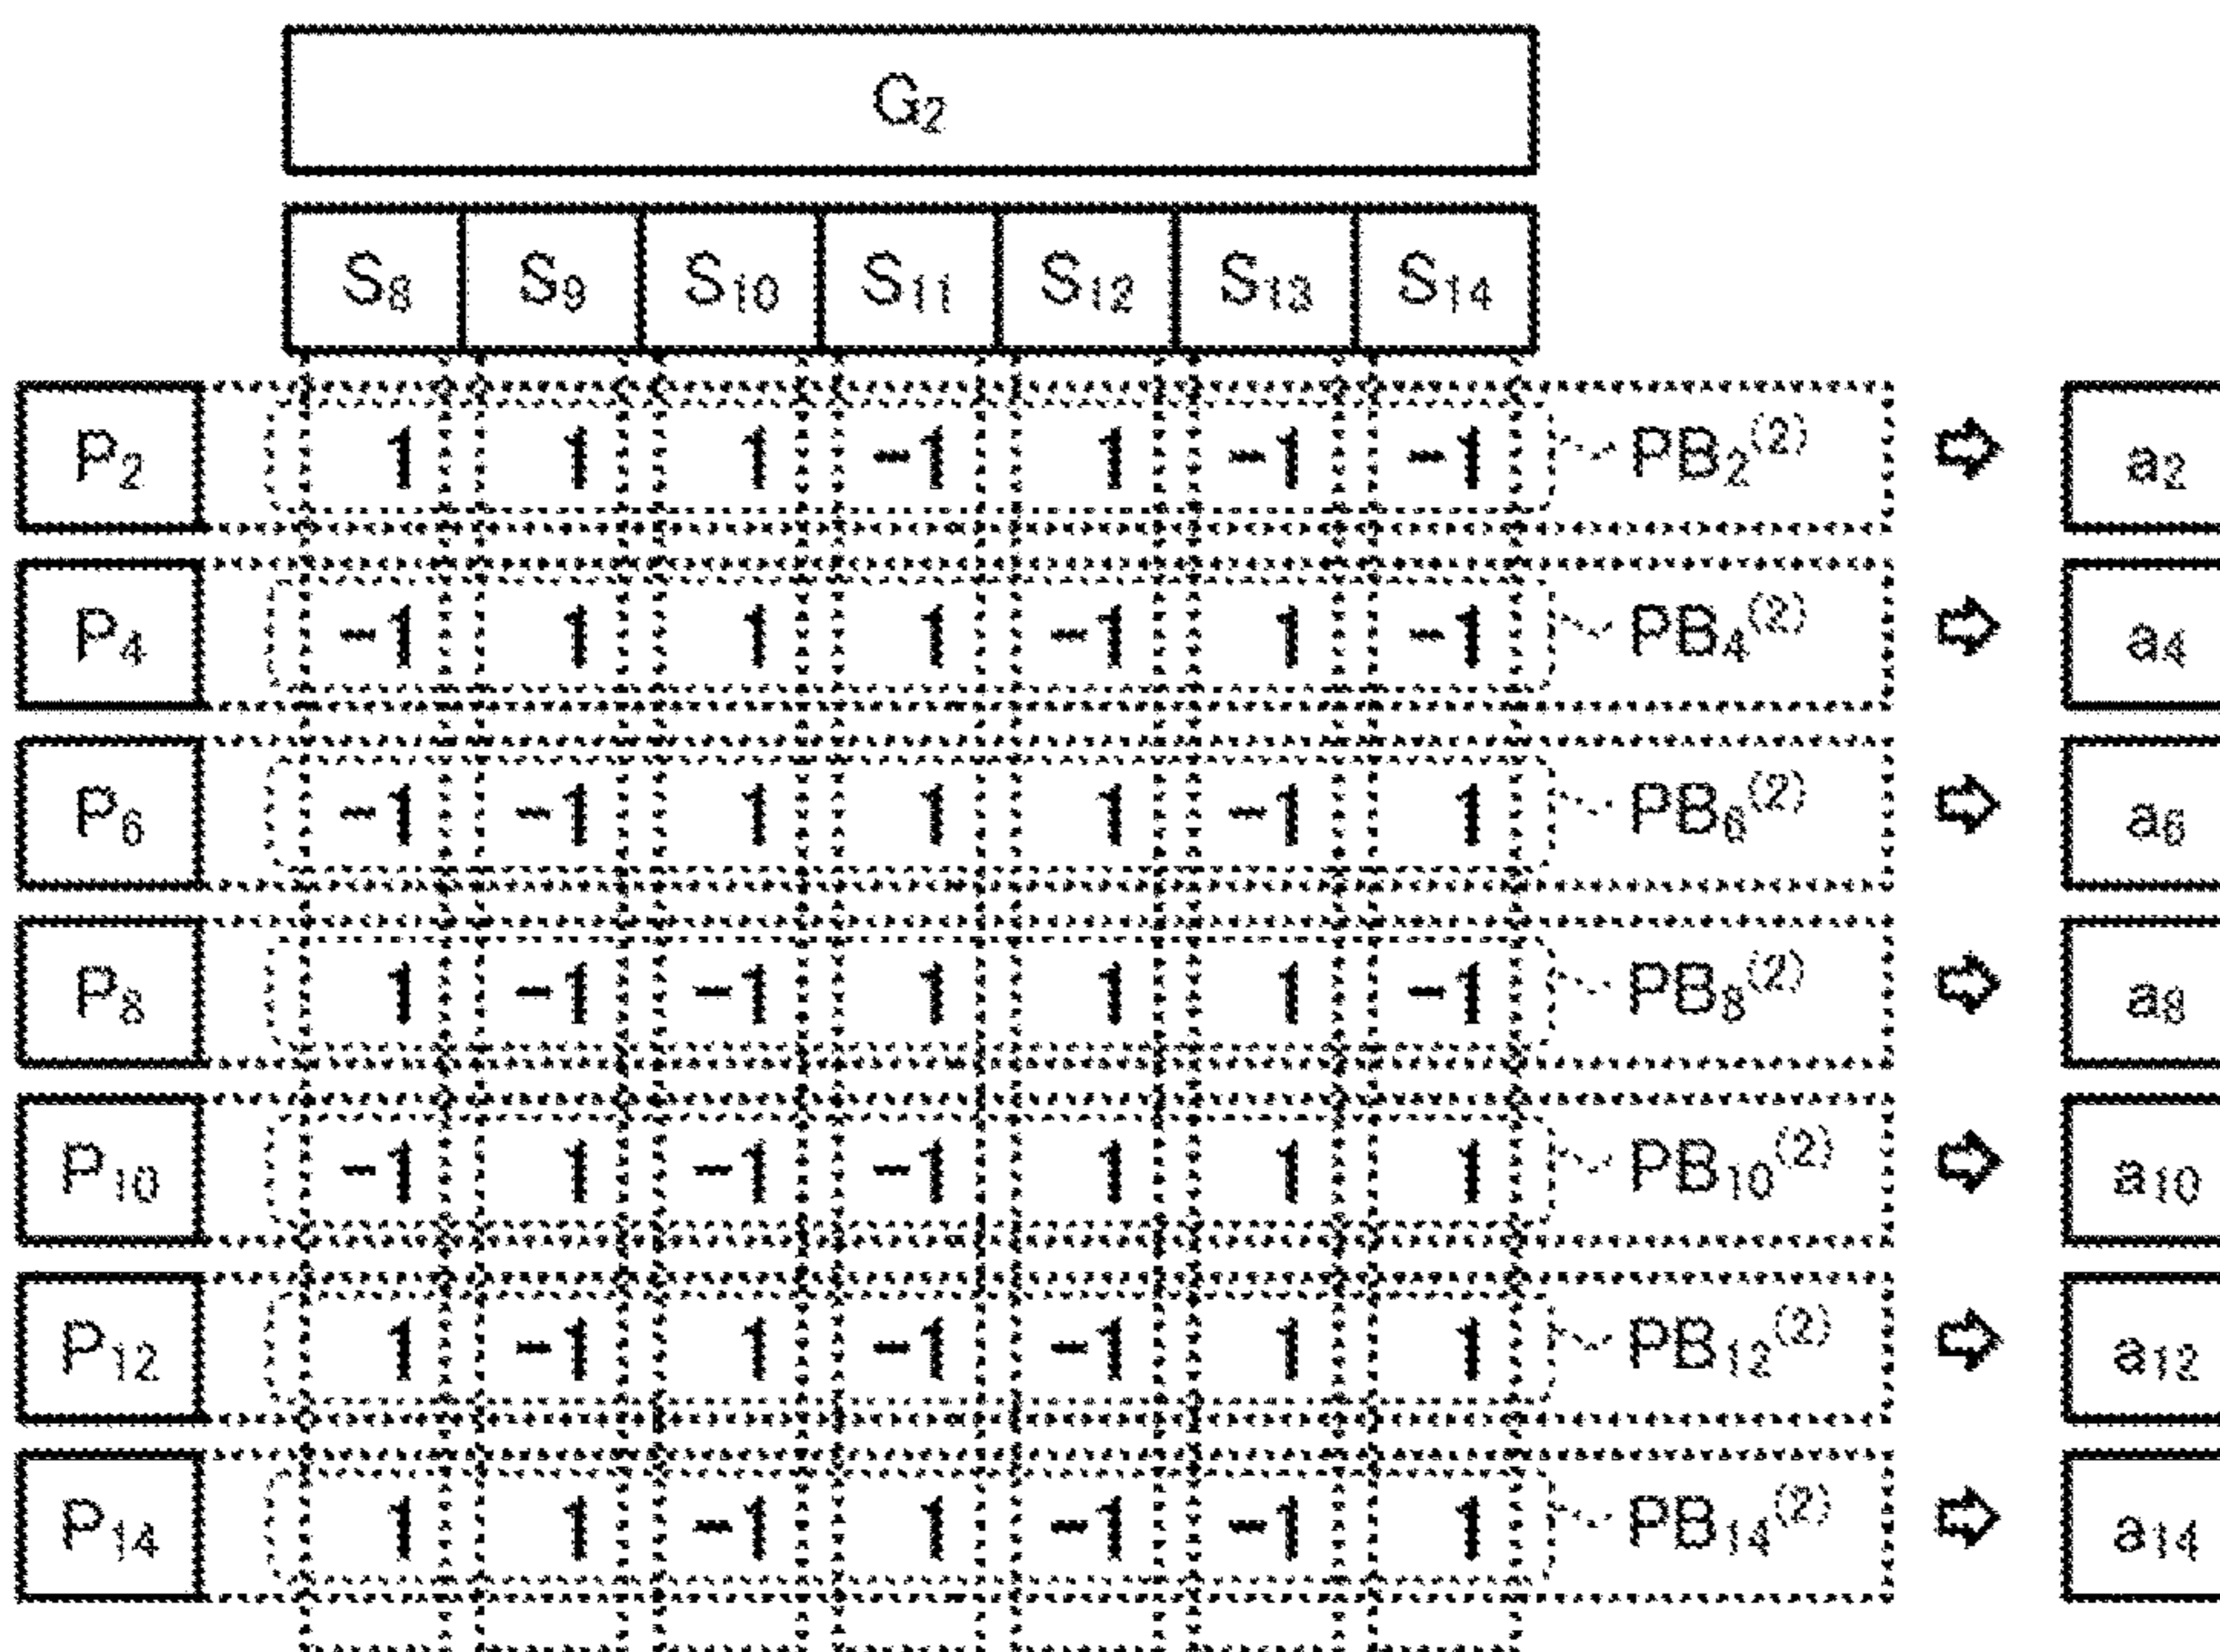 G₂
S₈ S₉ S₁₀ S₁₁ S₁₂ S₁₃ S₁₄
P₂ 1 1 1 -1 1 -1 -1 PB₂⁽²⁾ ⇨ a₂
P₄ -1 1 1 1 -1 1 -1 PB₄⁽²⁾ ⇨ a₄
P₆ -1 -1 1 1 1 -1 1 PB₆⁽²⁾ ⇨ a₆
P₈ 1 -1 -1 1 1 1 -1 PB₈⁽²⁾ ⇨ a₈
P₁₀ -1 1 -1 -1 1 1 1 PB₁₀⁽²⁾ ⇨ a₁₀
P₁₂ 1 -1 1 -1 -1 1 1 PB₁₂⁽²⁾ ⇨ a₁₂
P₁₄ 1 1 -1 1 -1 -1 1 PB₁₄⁽²⁾ ⇨ a₁₄